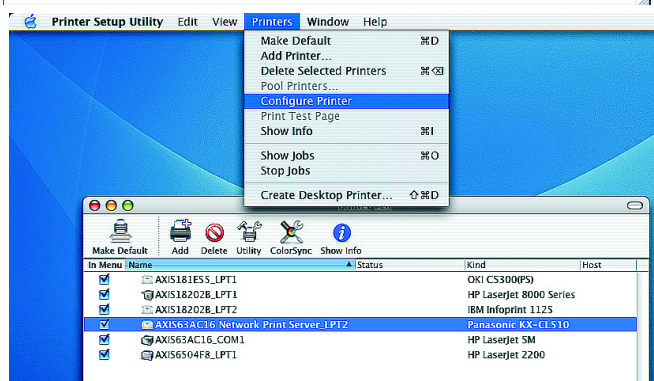 Printer Setup Utility Edit View Printers Window Help
Make Default ⌘D
Add Printer...
Delete Selected Printers ⌘⌫
Pool Printers...
Configure Printer
Print Test Page
Show Info ⌘I
Show Jobs ⌘O
Stop Jobs
Create Desktop Printer... ⇧⌘D
Make Default Add Delete Utility ColorSync Show Info
In Menu Name Status Kind Host
AXIS181E55_LPT1 OKI C5300(PS)
AXIS18202B_LPT1 HP LaserJet 8000 Series
AXIS18202B_LPT2 IBM Infoprint 1125
AXIS63AC16 Network Print Server_LPT2 Panasonic KX-CL510
AXIS63AC16_COM1 HP LaserJet 5M
AXIS6504F8_LPT1 HP LaserJet 2200